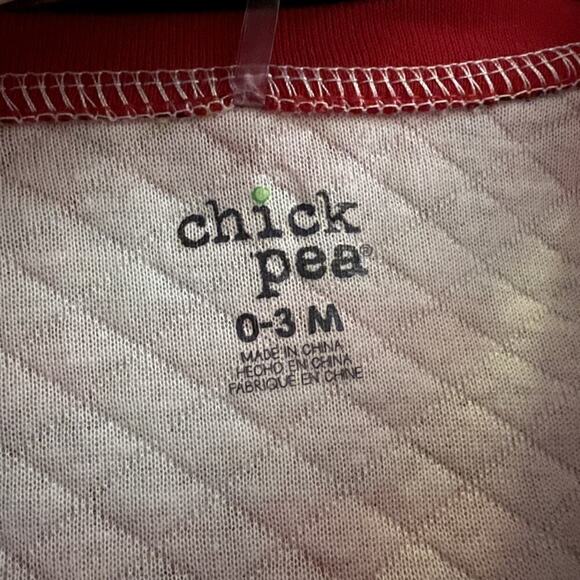 chick
pea®
0-3 M
MADE IN CHINA
HECHO EN CHINA
FABRIQUE EN CHINE